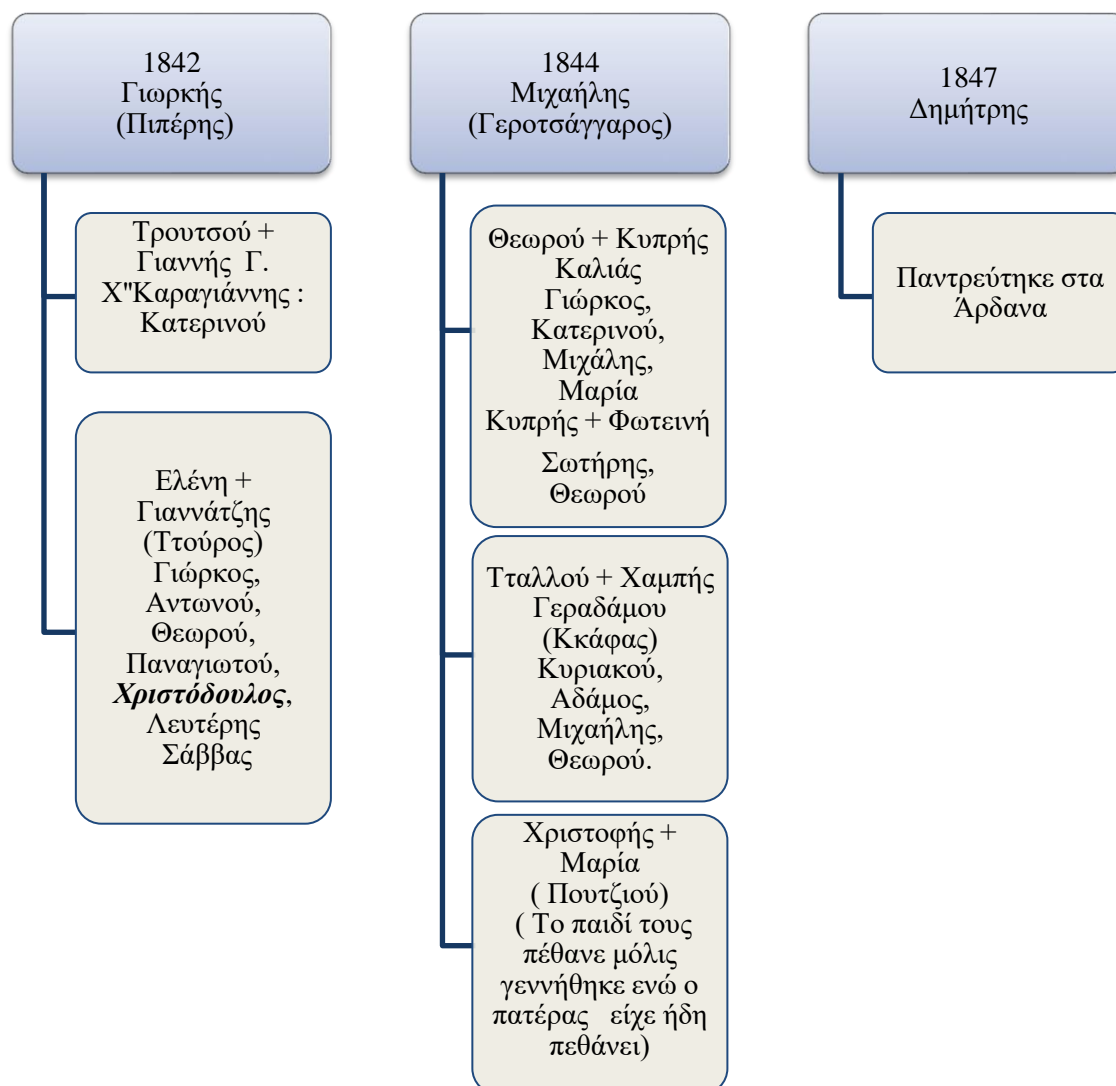 1842
Γιωρκής
(Πιπέρης)
Τρουτσού +
Γιαννής Γ.
Χ"Καραγιάννης :
Κατερινού
Ελένη +
Γιαννάτζης
(Ττούρος)
Γιώρκος,
Αντωνού,
Θεωρού,
Παναγιωτού,
Χριστόδουλος,
Λευτέρης
Σάββας
1844
Μιχαήλης
(Γεροτσάγγαρος)
Θεωρού + Κυπρής
Καλιάς
Γιώρκος,
Κατερινού,
Μιχάλης,
Μαρία
Κυπρής + Φωτεινή
Σωτήρης,
Θεωρού
Τταλλού + Χαμπής
Γεραδάμου
(Κκάφας)
Κυριακού,
Αδάμος,
Μιχαήλης,
Θεωρού.
Χριστοφής +
Μαρία
( Πουτζιού)
( Το παιδί τους
πέθανε μόλις
γεννήθηκε ενώ ο
πατέρας είχε ήδη
πεθάνει)
1847
Δημήτρης
Παντρεύτηκε στα
Άρδανα